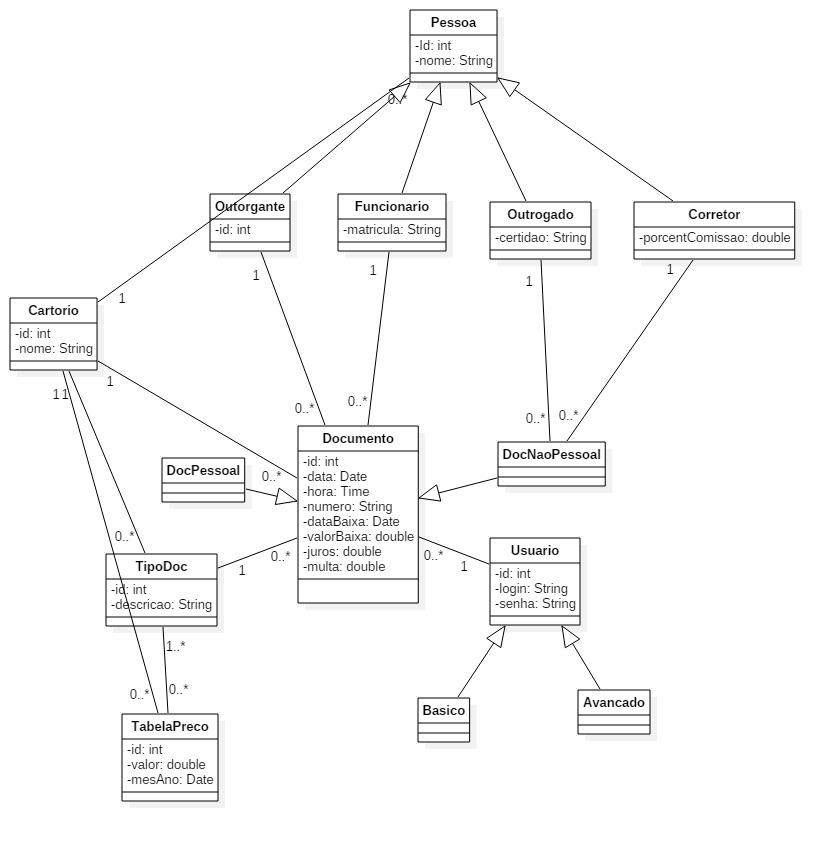 Pessoa
-Id: int
-nome: String
0..*
Outorgante
-id: int
Funcionario
-matricula: String
Outrogado
-certidao: String
Corretor
-porcentComissao: double
1
1
1
1
1
Cartorio
-id: int
-nome: String
1
1
1
0..*
0..*
0..*
0..*
Documento
-id: int
-data: Date
-hora: Time
-numero: String
-dataBaixa: Date
-valorBaixa: double
-juros: double
-multa: double
DocPessoal
0..*
DocNaoPessoal
0..*
0..*
1
0..*
1
TipoDoc
-id: int
-descricao: String
Usuario
-id: int
-login: String
-senha: String
1..*
0..*
0..*
Basico
Avancado
TabelaPreco
-id: int
-valor: double
-mesAno: Date